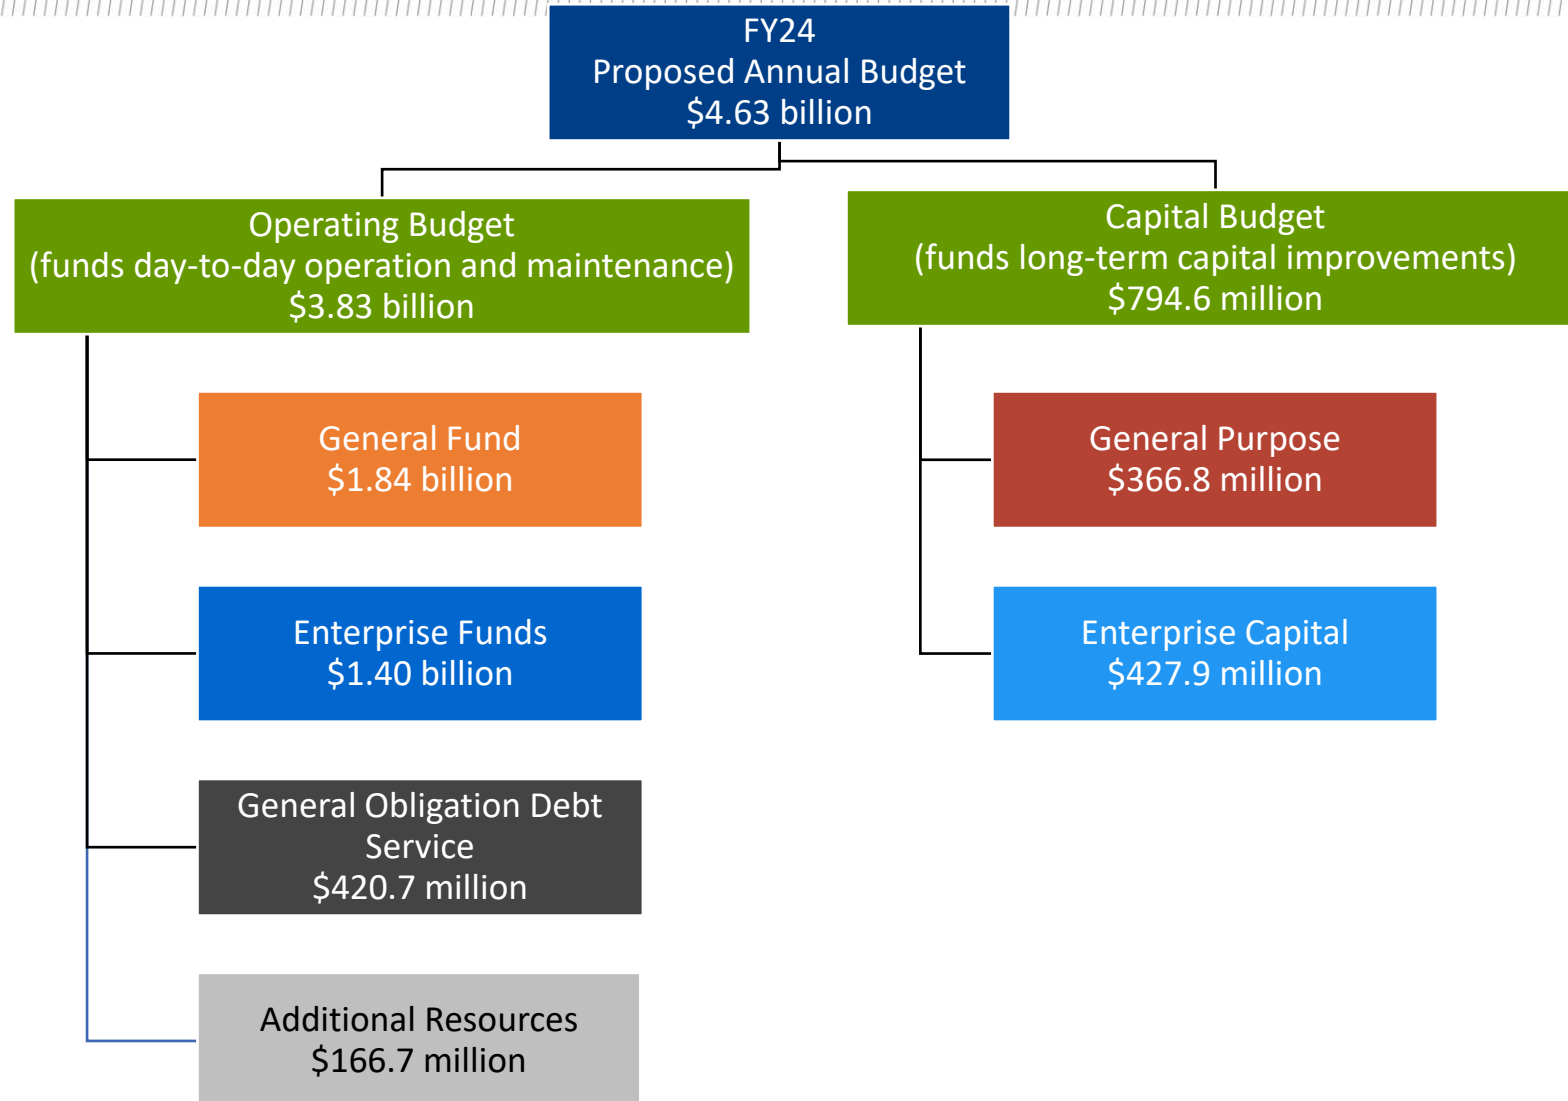 FY24
Proposed Annual Budget
$4.63 billion
Operating Budget
(funds day-to-day operation and maintenance)
$3.83 billion
Capital Budget
(funds long-term capital improvements)
$794.6 million
General Fund
$1.84 billion
General Purpose
$366.8 million
Enterprise Funds
$1.40 billion
Enterprise Capital
$427.9 million
General Obligation Debt
Service
$420.7 million
Additional Resources
$166.7 million